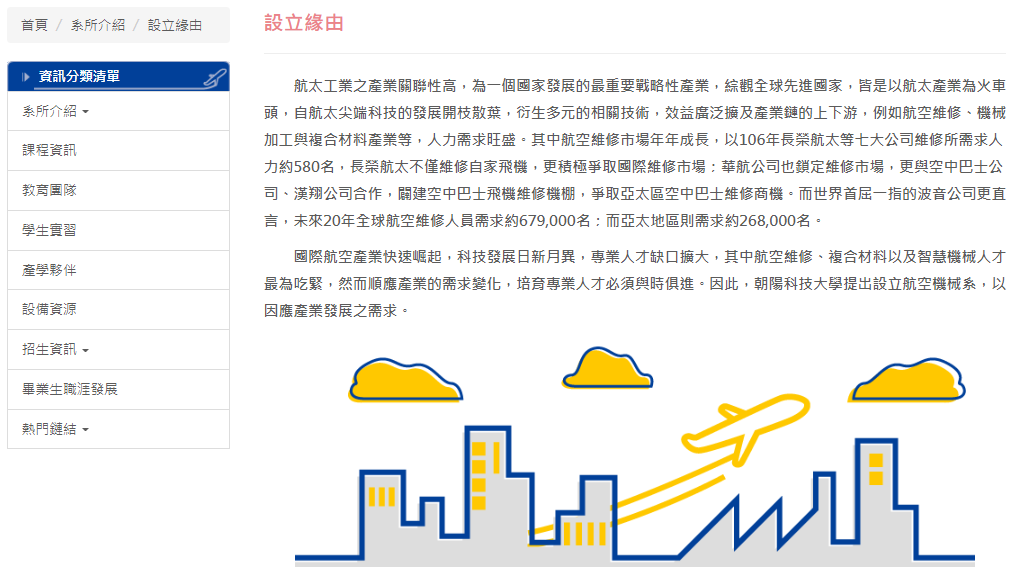 首頁 / 系所介紹 / 設立緣由
資訊分類清單
系所介紹
課程資訊
教育團隊
學生實習
產學夥伴
設備資源
招生資訊
畢業生職涯發展
熱門鏈結
設立緣由
航太工業之產業關聯性高，為一個國家發展的最重要戰略性產業，綜觀全球先進國家，皆是以航太產業為火車
頭，自航太尖端科技的發展開枝散葉，衍生多元的相關技術，效益廣泛擴及產業鏈的上下游，例如航空維修、機械
加工與複合材料產業等，人力需求旺盛。其中航空維修市場年年成長，以106年長榮航太等七大公司維修所需求人
力約580名，長榮航太不僅維修自家飛機，更積極爭取國際維修市場；華航公司也鎖定維修市場，更與空中巴士公
司、漢翔公司合作，闢建空中巴士飛機維修機棚，爭取亞太區空中巴士維修商機。而世界首屈一指的波音公司更直
言，未來20年全球航空維修人員需求約679,000名；而亞太地區則需求約268,000名。
國際航空產業快速崛起，科技發展日新月異，專業人才缺口擴大，其中航空維修、複合材料以及智慧機械人才
最為吃緊，然而順應產業的需求變化，培育專業人才必須與時俱進。因此，朝陽科技大學提出設立航空機械系，以
因應產業發展之需求。